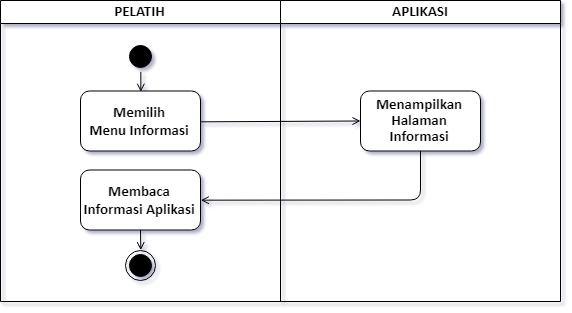 PELATIH
APLIKASI
Memilih
Menu Informasi
Menampilkan
Halaman
Informasi
Membaca
Informasi Aplikasi